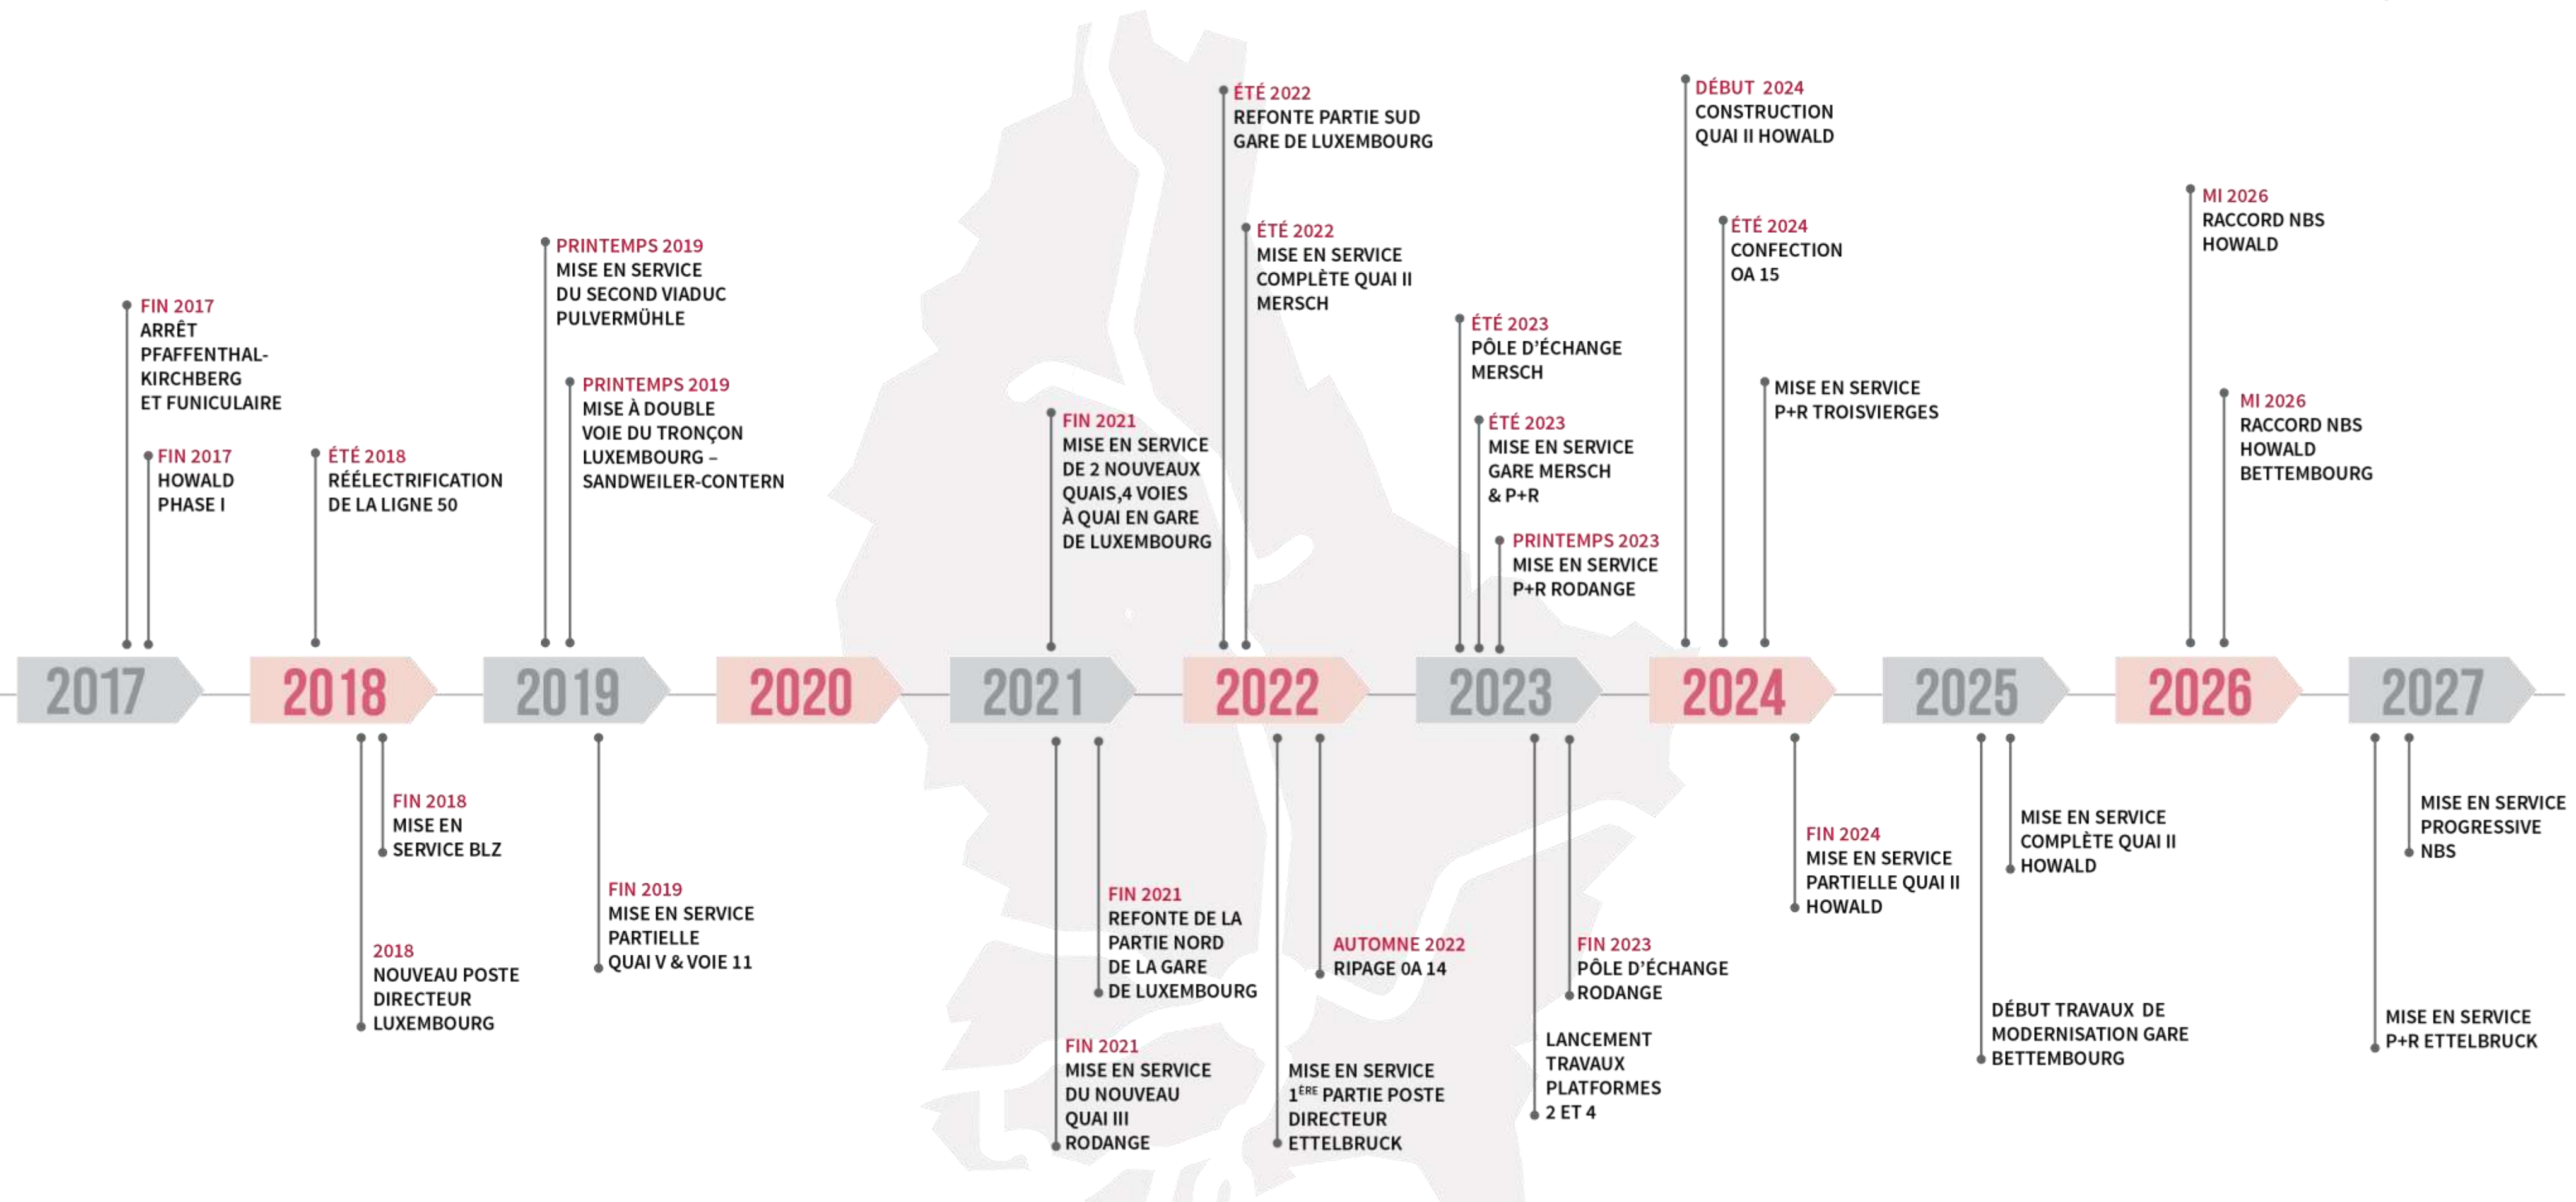 FIN 2017
ARRÊT
PFAFFENTHAL-
KIRCHBERG
ET FUNICULAIRE
FIN 2017
HOWALD
PHASE I
ÉTÉ 2018
RÉÉLECTRIFICATION
DE LA LIGNE 50
PRINTEMPS 2019
MISE EN SERVICE
DU SECOND VIADUC
PULVERMÜHLE
PRINTEMPS 2019
MISE À DOUBLE
VOIE DU TRONÇON
LUXEMBOURG –
SANDWEILER-CONTERN
FIN 2021
MISE EN SERVICE
DE 2 NOUVEAUX
QUAIS,4 VOIES
À QUAI EN GARE
DE LUXEMBOURG
ÉTÉ 2022
REFONTE PARTIE SUD
GARE DE LUXEMBOURG
ÉTÉ 2022
MISE EN SERVICE
COMPLÈTE QUAI II
MERSCH
ÉTÉ 2023
PÔLE D'ÉCHANGE
MERSCH
ÉTÉ 2023
MISE EN SERVICE
GARE MERSCH
& P+R
PRINTEMPS 2023
MISE EN SERVICE
P+R RODANGE
DÉBUT 2024
CONSTRUCTION
QUAI II HOWALD
ÉTÉ 2024
CONFECTION
OA 15
MISE EN SERVICE
P+R TROISVIERGES
MI 2026
RACCORD NBS
HOWALD
MI 2026
RACCORD NBS
HOWALD
BETTEMBOURG
2017
2018
2019
2020
2021
2022
2023
2024
2025
2026
2027
FIN 2018
MISE EN
SERVICE BLZ
2018
NOUVEAU POSTE
DIRECTEUR
LUXEMBOURG
FIN 2019
MISE EN SERVICE
PARTIELLE
QUAI V & VOIE 11
FIN 2021
REFONTE DE LA
PARTIE NORD
DE LA GARE
DE LUXEMBOURG
FIN 2021
MISE EN SERVICE
DU NOUVEAU
QUAI III
RODANGE
AUTOMNE 2022
RIPAGE 0A 14
MISE EN SERVICE
1ÈRE PARTIE POSTE
DIRECTEUR
ETTELBRUCK
FIN 2023
PÔLE D'ÉCHANGE
RODANGE
LANCEMENT
TRAVAUX
PLATFORMES
2 ET 4
FIN 2024
MISE EN SERVICE
PARTIELLE QUAI II
HOWALD
MISE EN SERVICE
COMPLÈTE QUAI II
HOWALD
DÉBUT TRAVAUX DE
MODERNISATION GARE
BETTEMBOURG
MISE EN SERVICE
PROGRESSIVE
NBS
MISE EN SERVICE
P+R ETTELBRUCK